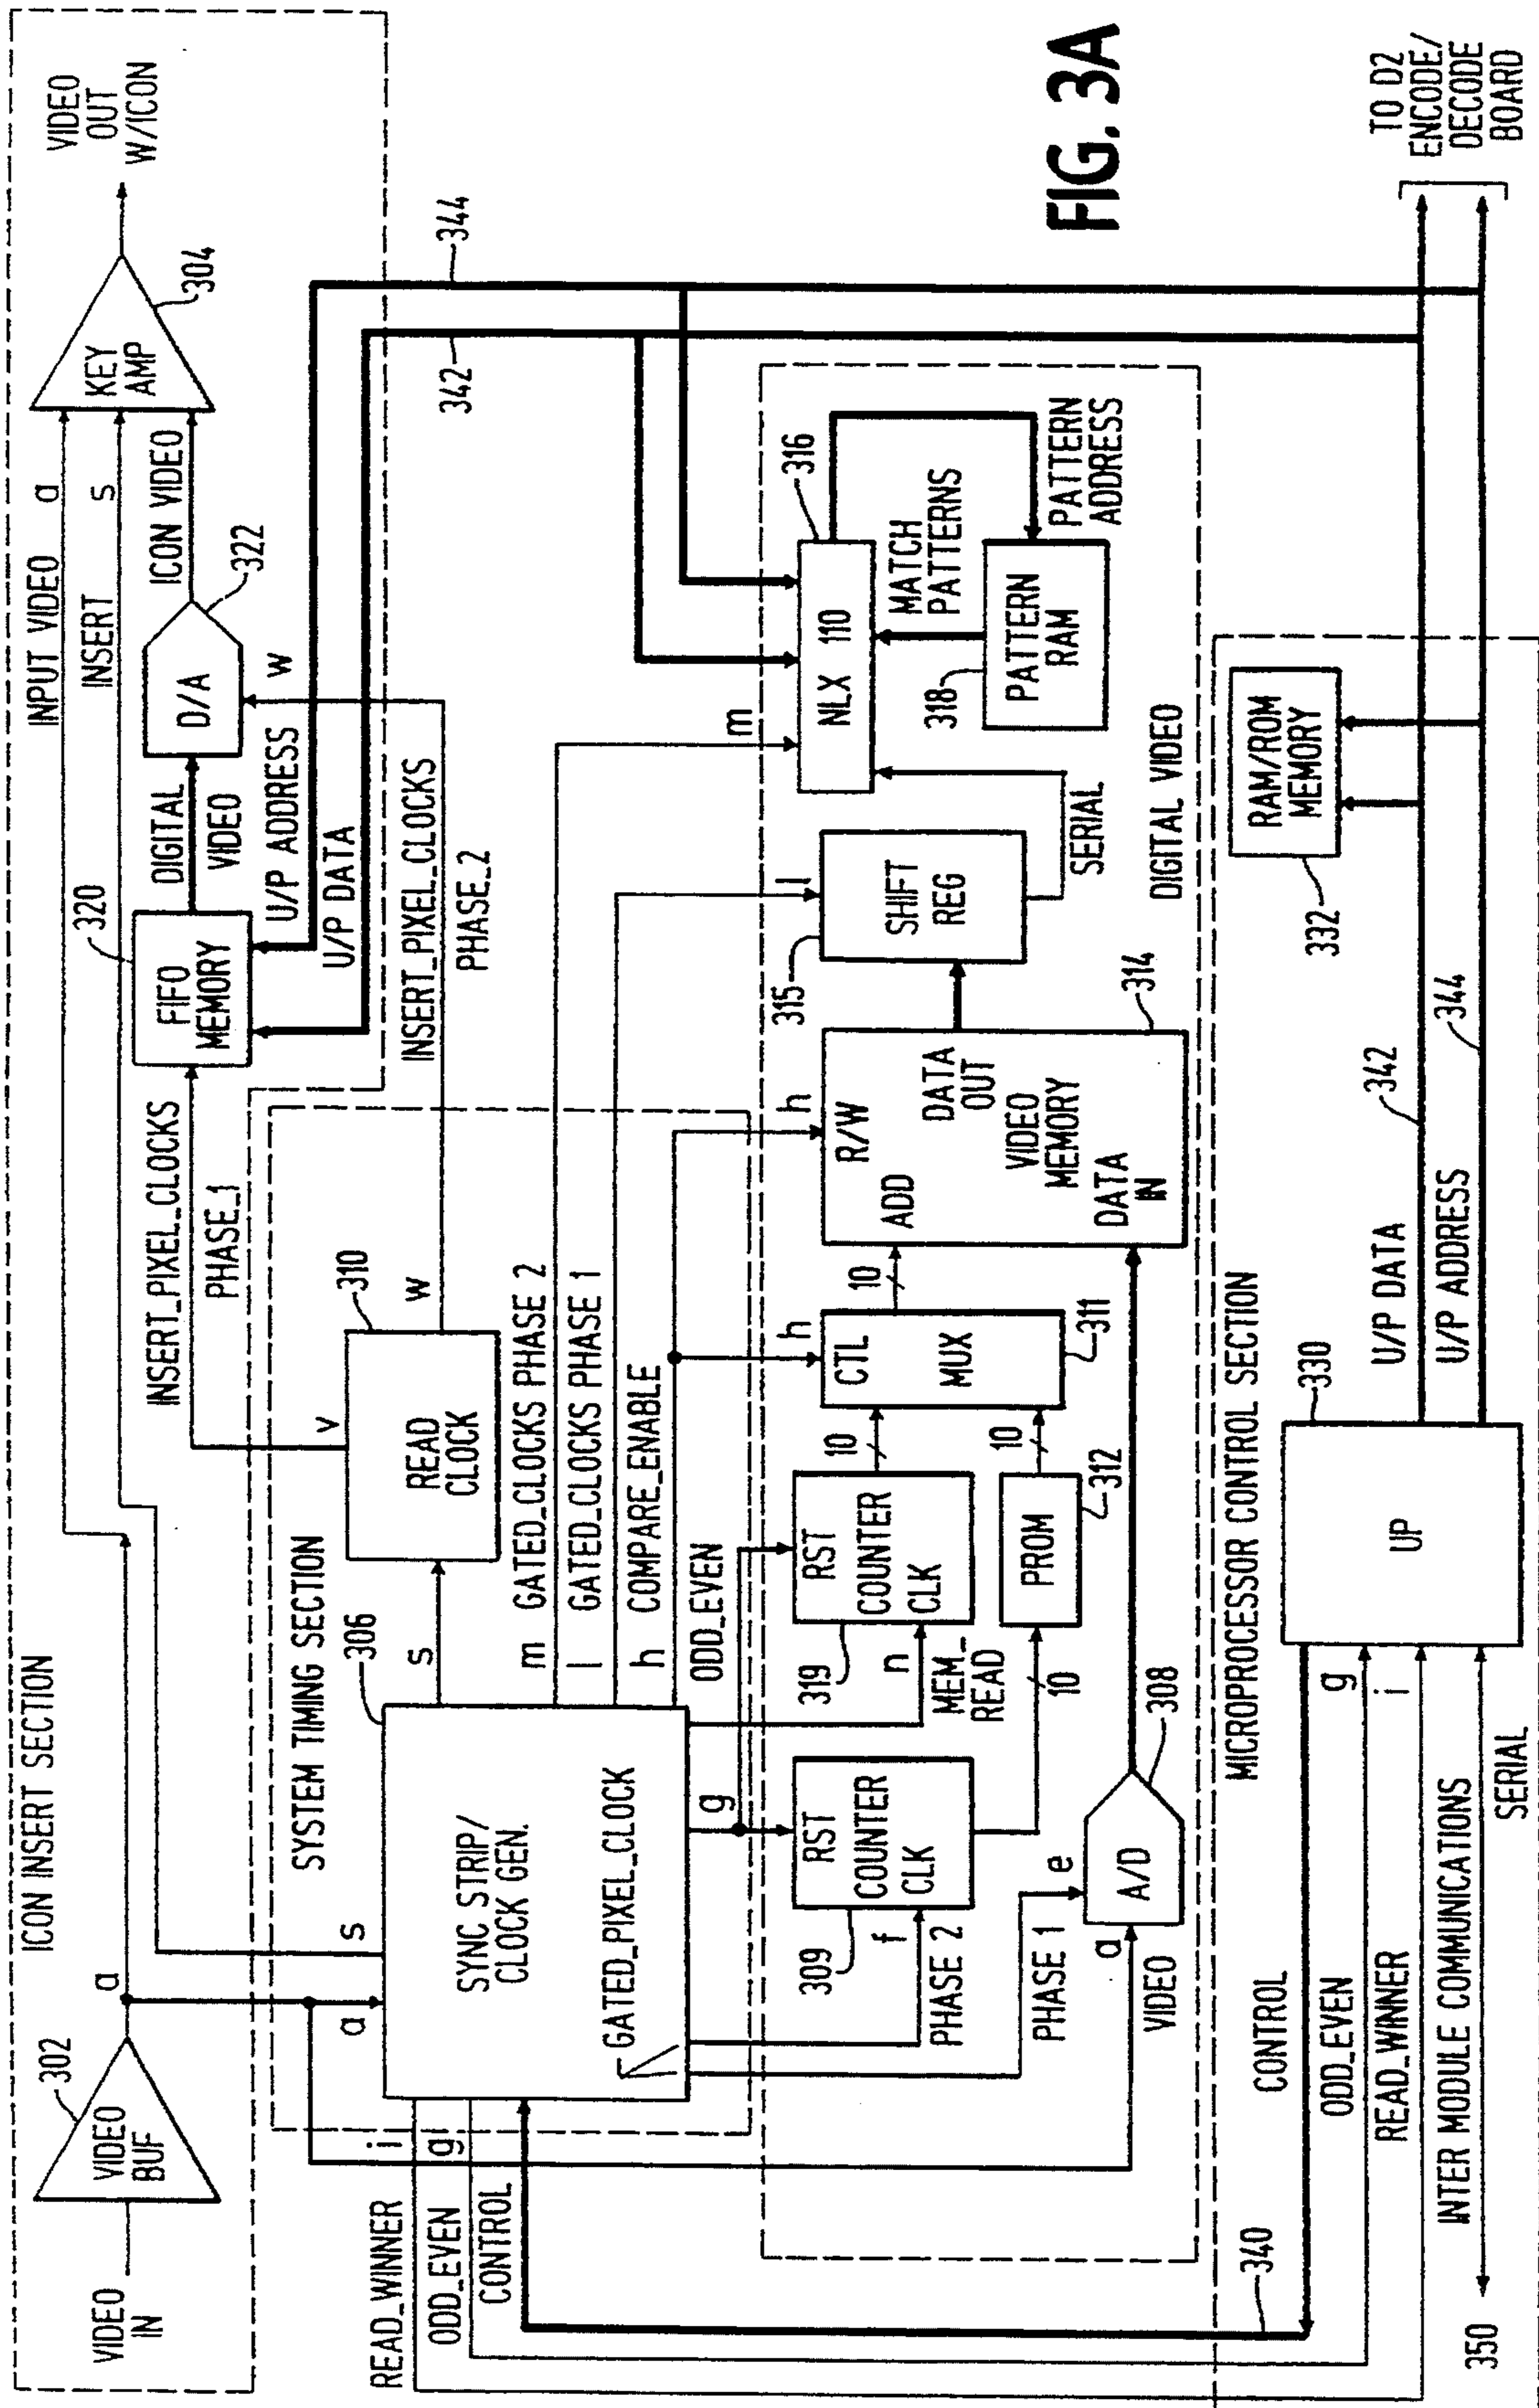 ICON INSERT SECTION
VIDEO
IN
VIDEO
BUF
302
a
INPUT VIDEO a
INSERT s
KEY
AMP
304
VIDEO
OUT
W/ICON
ICON VIDEO
D/A
322
w
DIGITAL
VIDEO
320
FIFO
MEMORY
U/P ADDRESS
U/P DATA
INSERT_PIXEL_CLOCKS
PHASE_1
INSERT_PIXEL_CLOCKS
PHASE_2
342
344
SYSTEM TIMING SECTION
a
s
306
SYNC STRIP/
CLOCK GEN.
GATED_PIXEL_CLOCK
s
READ
CLOCK
310
v
w
m GATED_CLOCKS PHASE 2
l GATED_CLOCKS PHASE 1
h COMPARE_ENABLE
ODD_EVEN
READ_WINNER
i
ODD_EVEN
g
CONTROL
g
n
MEM_
READ
RST
COUNTER
CLK
309
f
PHASE 2
PHASE 1
e
a
VIDEO
A/D
308
10
RST
COUNTER
CLK
319
10
PROM
312
10
CTL
MUX
311
h
10
R/W
ADD
DATA
OUT
VIDEO
MEMORY
DATA
IN
h
314
SHIFT
REG
315
l
SERIAL
m
NLX 110
316
MATCH
PATTERNS
PATTERN
RAM
318
PATTERN
ADDRESS
DIGITAL VIDEO
FIG. 3A
MICROPROCESSOR CONTROL SECTION
CONTROL
ODD_EVEN
g
READ_WINNER
i
INTER MODULE COMMUNICATIONS
SERIAL
340
350
UP
330
U/P DATA
342
U/P ADDRESS
344
RAM/ROM
MEMORY
332
TO D2
ENCODE/
DECODE
BOARD